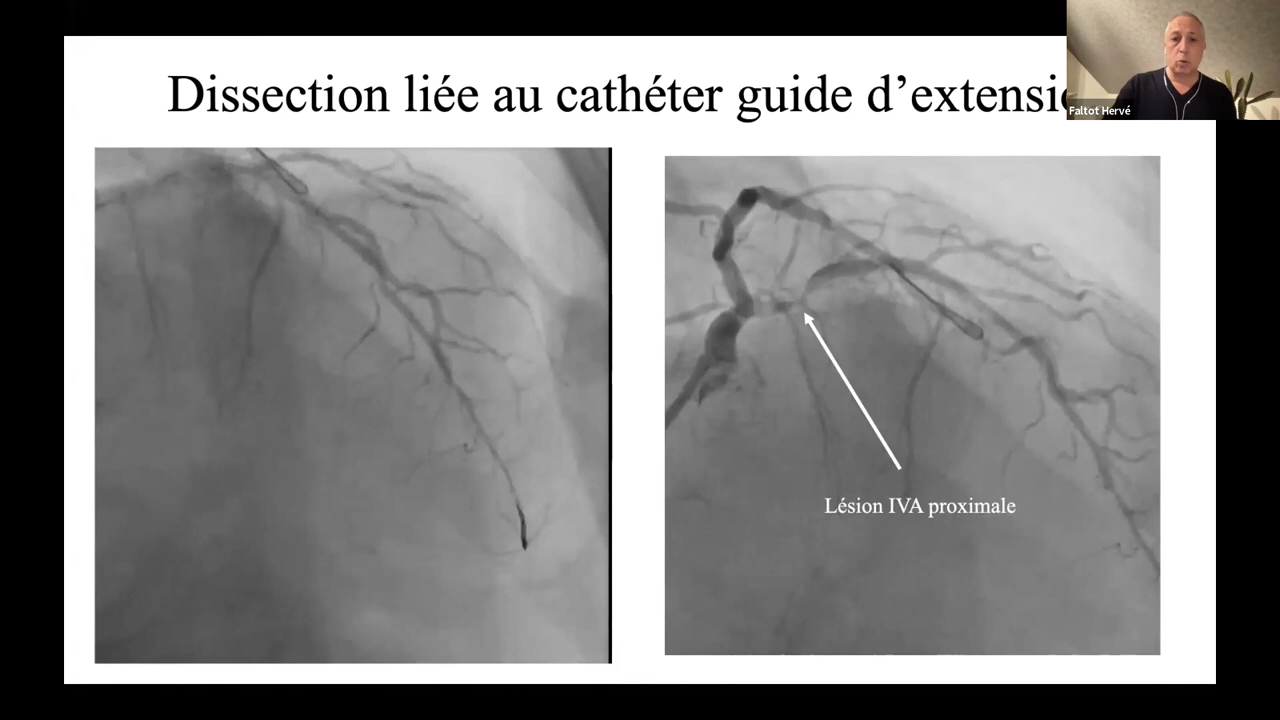 Dissection liée au cathéter guide d’extensi
Faltot Hervé
Lésion IVA proximale